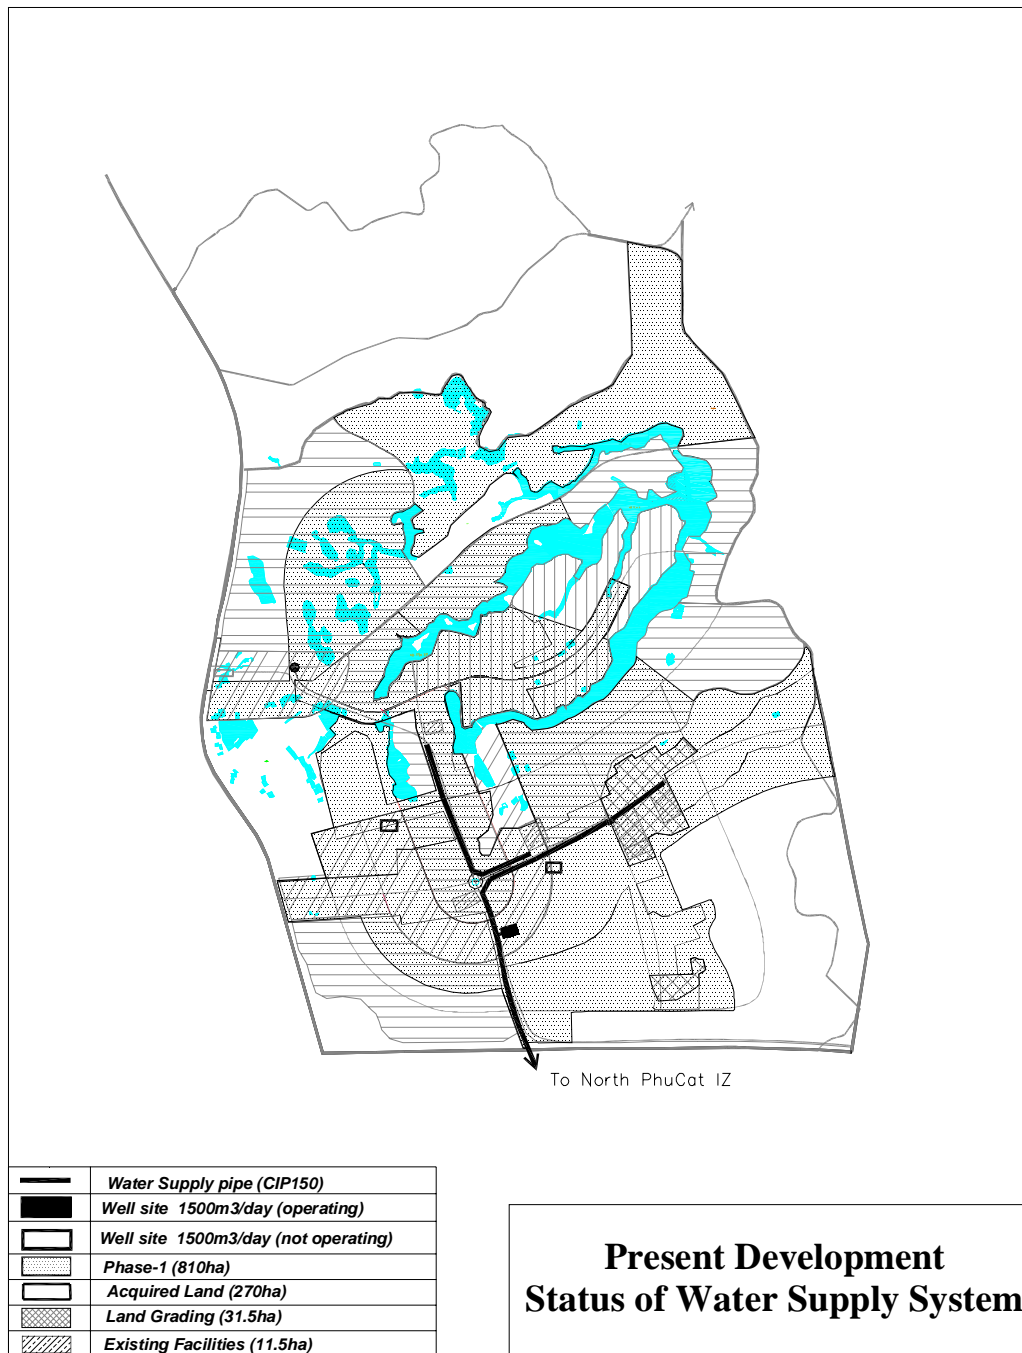 To North PhuCat IZ
Water Supply pipe (CIP150)
Well site 1500m3/day (operating)
Well site 1500m3/day (not operating)
Phase-1 (810ha)
Acquired Land (270ha)
Land Grading (31.5ha)
Existing Facilities (11.5ha)
Present Development
Status of Water Supply System